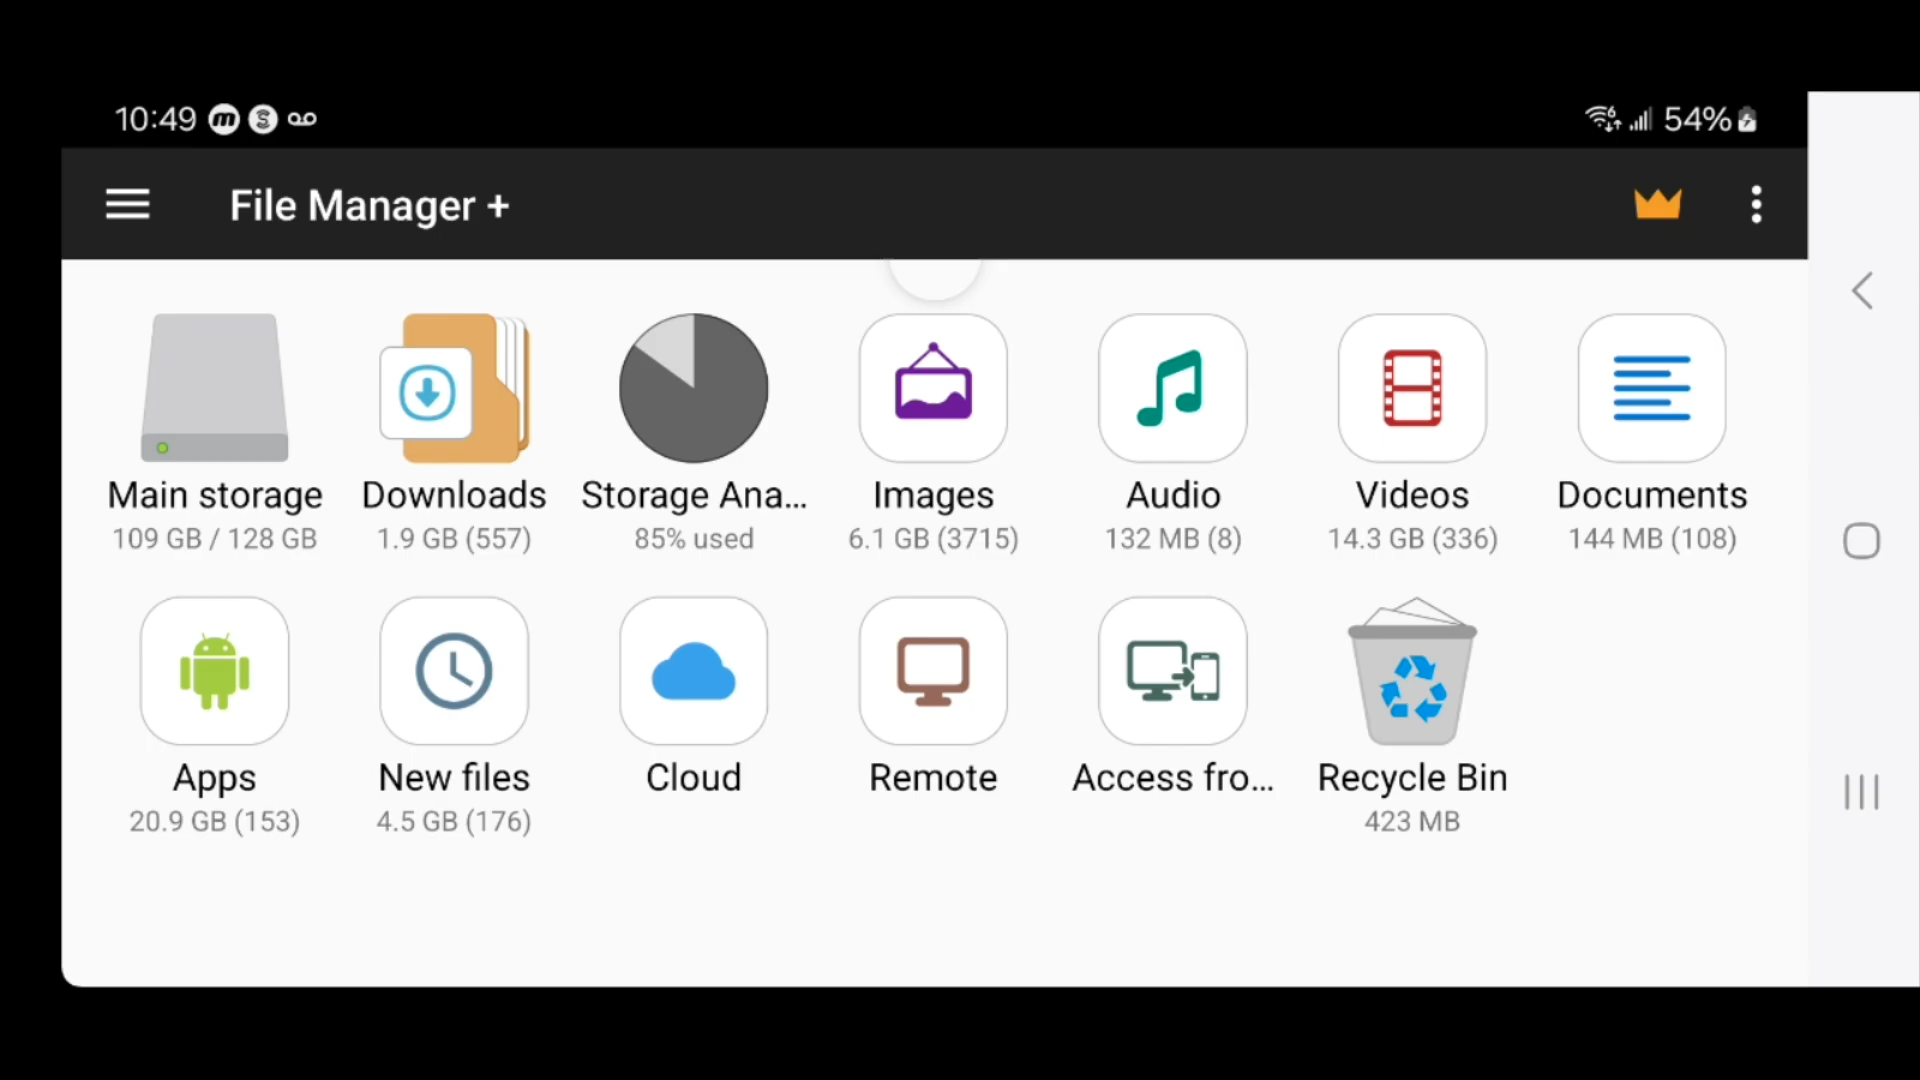 10:49
54%
File Manager +
Main storage
109 GB / 128 GB
Downloads
1.9 GB (557)
Storage Ana...
85% used
Images
6.1 GB (3715)
Audio
132 MB (8)
Videos
14.3 GB (336)
Documents
144 MB (108)
Apps
20.9 GB (153)
New files
4.5 GB (176)
Cloud
Remote
Access fro...
Recycle Bin
423 MB